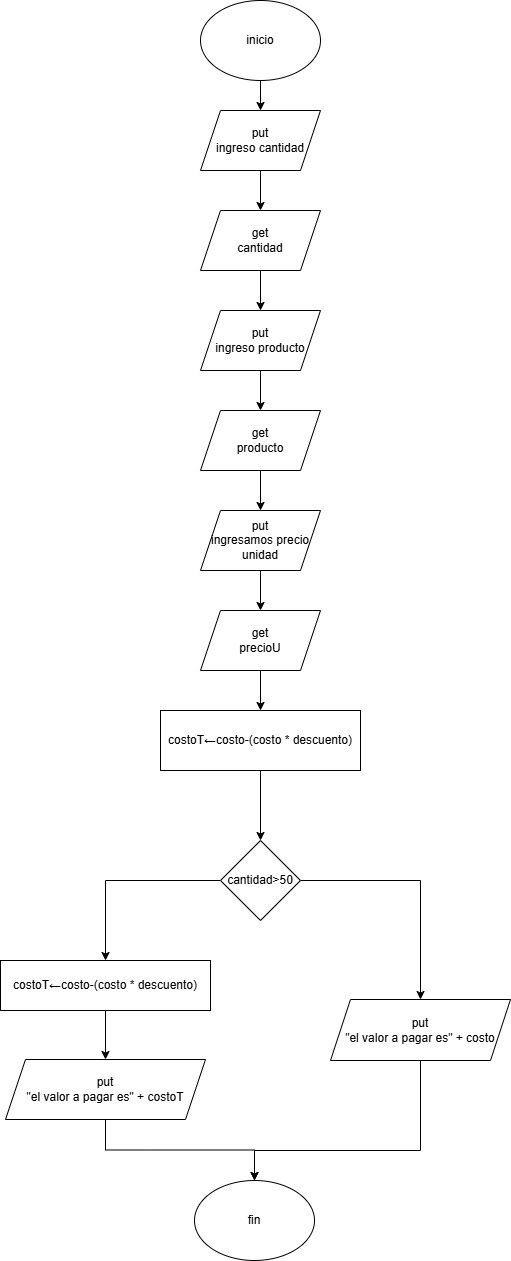 inicio
put
ingreso cantidad
get
cantidad
put
ingreso producto
get
producto
put
ingresamos precio
unidad
get
precioU
costoT←costo-(costo * descuento)
cantidad>50
costoT←costo-(costo * descuento)
put
"el valor a pagar es" + costoT
put
"el valor a pagar es" + costo
fin